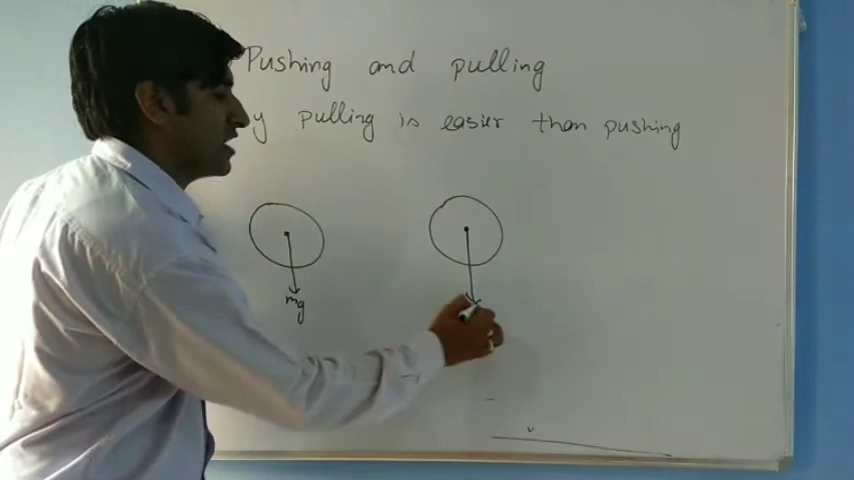 Pushing and pulling
y pulling is easier than pushing
mg